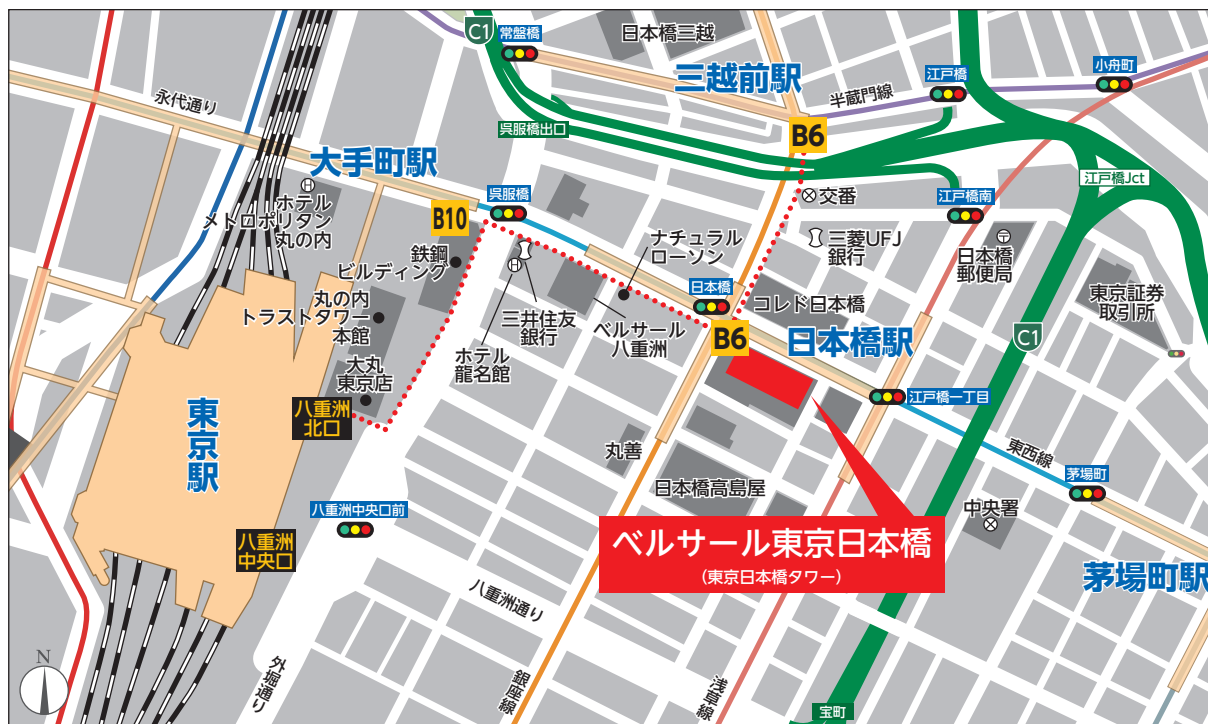 C1
常盤橋
日本橋三越
三越前駅
江戸橋
小舟町
半蔵門線
永代通り
呉服橋出口
B6
大手町駅
江戸橋Jct
呉服橋
交番
江戸橋南
H
ホテル
メトロポリタン
丸の内
B10
ナチュラル
ローソン
三菱UFJ
銀行
〒
日本橋
郵便局
鉄鋼
ビルディング
H
日本橋
コレド日本橋
東京証券
取引所
丸の内
トラストタワー
本館
三井住友
銀行
ベルサール
八重洲
B6
日本橋駅
C1
ホテル
龍名館
大丸
東京店
八重洲
北口
江戸橋一丁目
東京駅
丸善
東西線
日本橋高島屋
茅場町
八重洲中央口前
中央署
八重洲
中央口
ベルサール東京日本橋
(東京日本橋タワー)
茅場町駅
八重洲通り
N
外堀通り
銀座線
浅草線
宝町